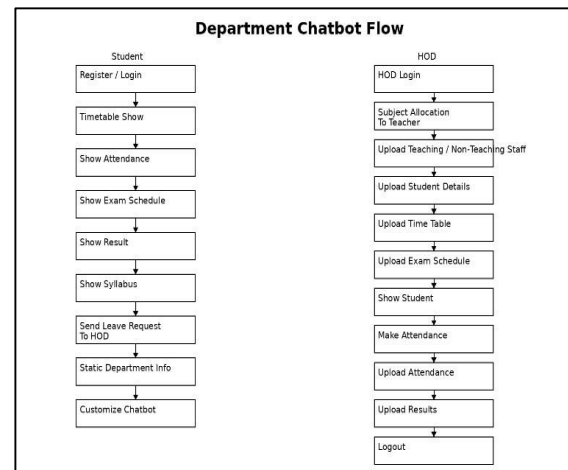 Department Chatbot Flow
Student
Register / Login
Timetable Show
Show Attendance
Show Exam Schedule
Show Result
Show Syllabus
Send Leave Request
To HOD
Static Department Info
Customize Chatbot
HOD
HOD Login
Subject Allocation
To Teacher
Upload Teaching / Non-Teaching Staff
Upload Student Details
Upload Time Table
Upload Exam Schedule
Show Student
Make Attendance
Upload Attendance
Upload Results
Logout